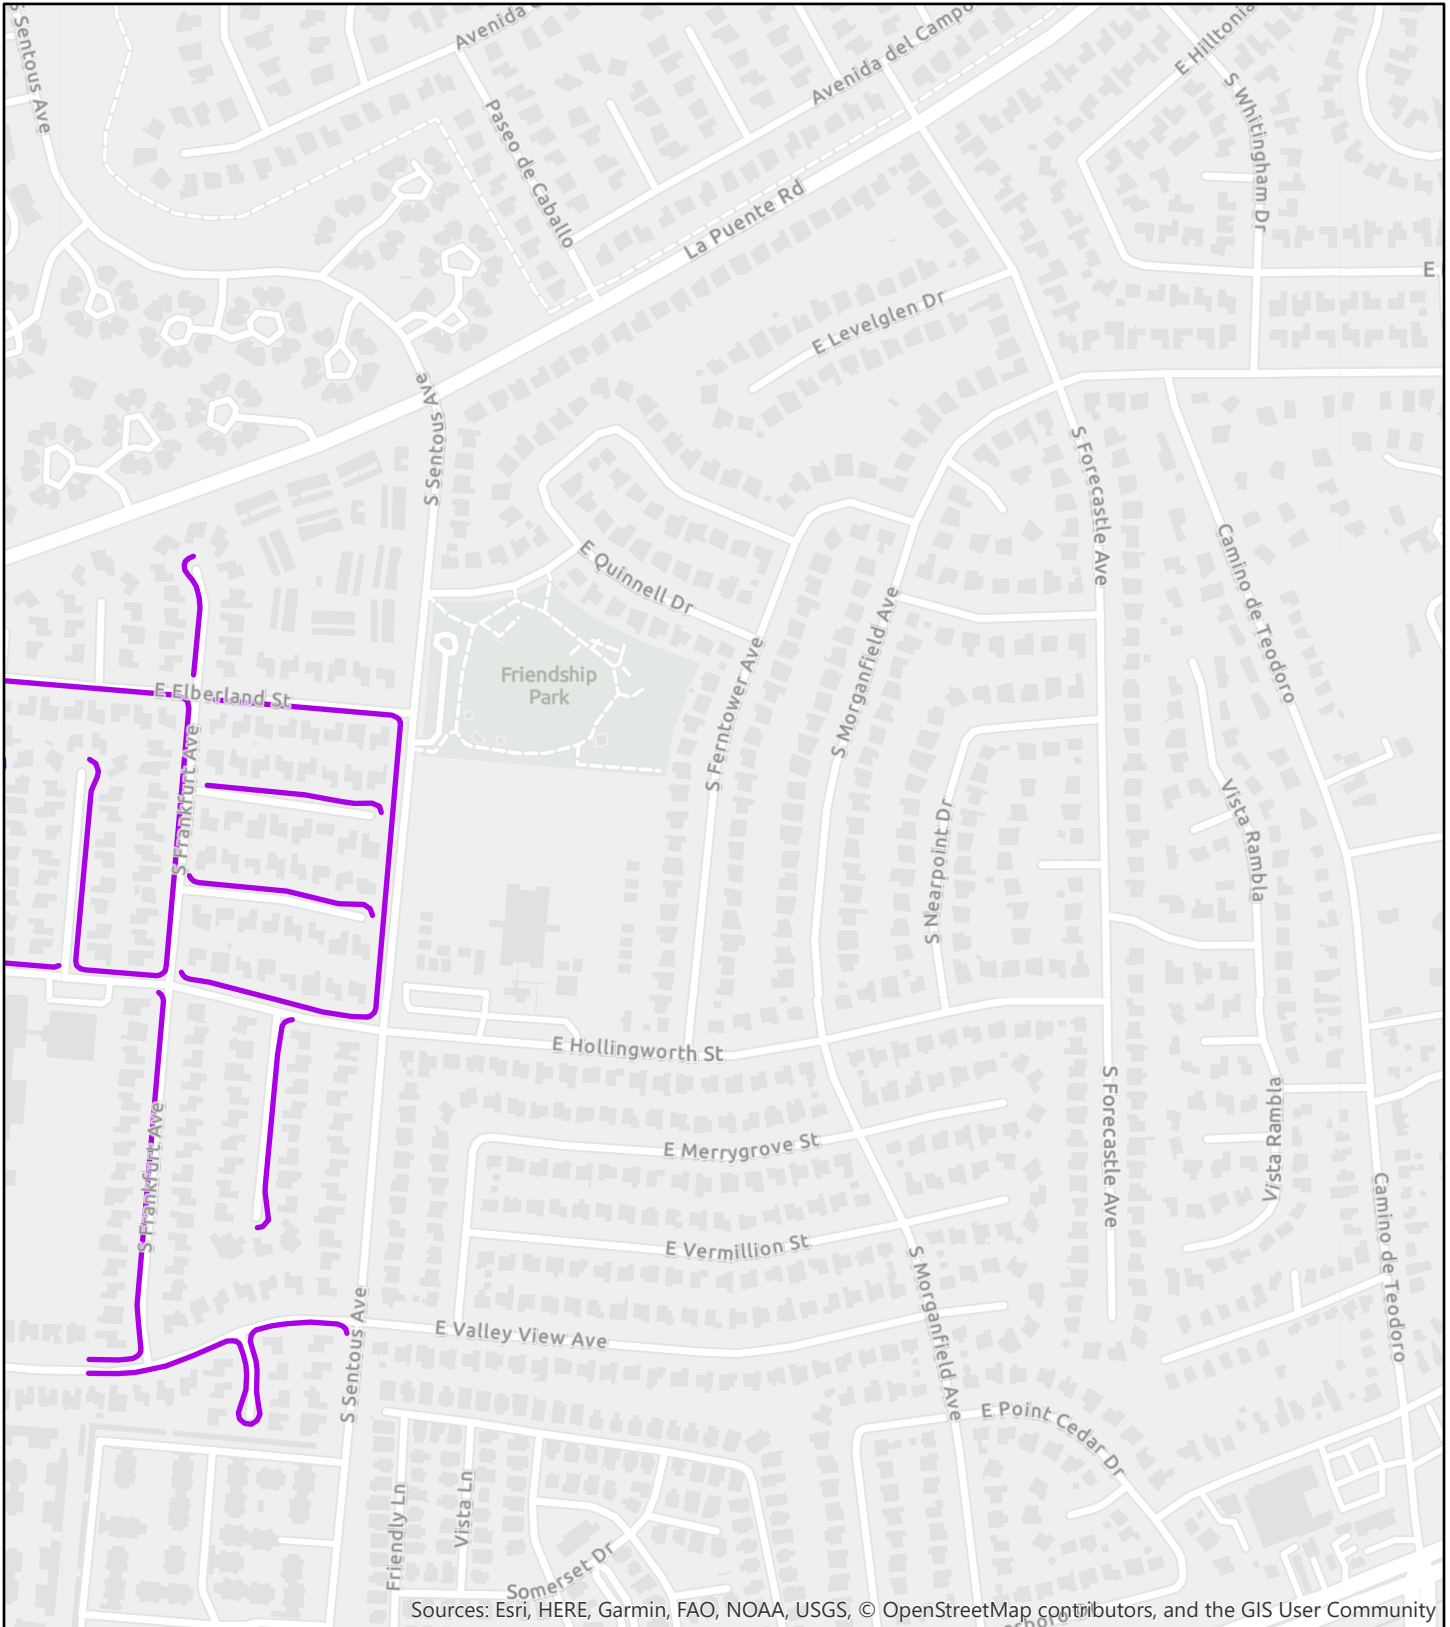 S Sentous Ave
Avenida
Avenida del Campo
E Hilltonia
S Whitingham Dr
Paseo de Caballo
La Puente Rd
E
E Levelglen Dr
S Sentous Ave
S Forecastle Ave
E Quinnell Dr
Camino de Teodoro
Friendship
Park
S Morganfield Ave
S Ferntower Ave
E Elberland St
S Frankfurt Ave
S Nearpoint Dr
Vista Rambla
E Hollingworth St
S Forecastle Ave
Vista Rambla
S Frankfurt Ave
E Merrygrove St
E Vermillion St
Camino de Teodoro
S Morganfield Ave
S Sentous Ave
E Valley View Ave
E Point Cedar Dr
Friendly Ln
Vista Ln
Somerset Dr
Sources: Esri, HERE, Garmin, FAO, NOAA, USGS, © OpenStreetMap contributors, and the GIS User Community